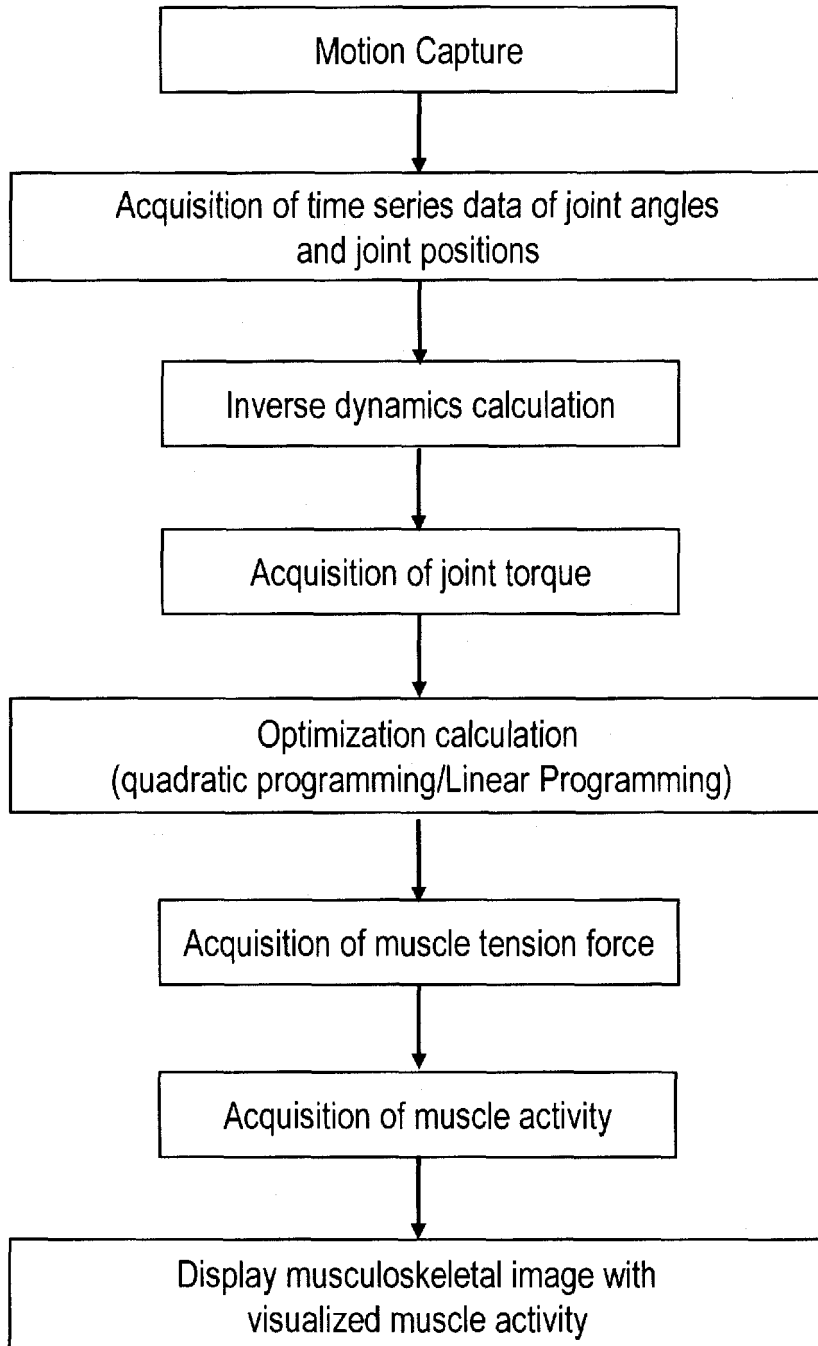 Motion Capture
Acquisition of time series data of joint angles
and joint positions
Inverse dynamics calculation
Acquisition of joint torque
Optimization calculation
(quadratic programming/Linear Programming)
Acquisition of muscle tension force
Acquisition of muscle activity
Display musculoskeletal image with
visualized muscle activity